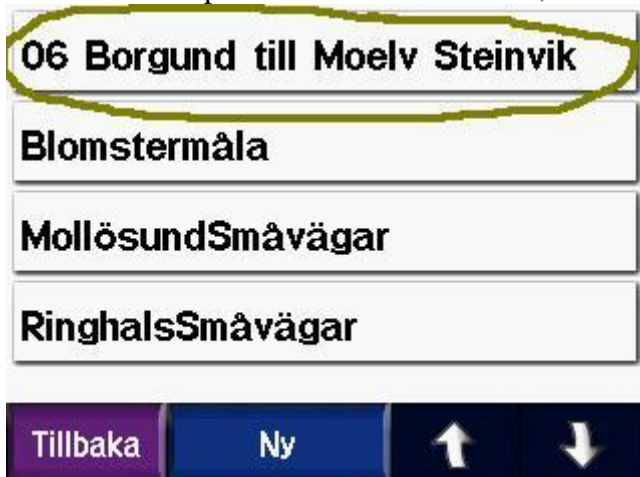 06 Borgund till Moelv Steinvik
Blomstermåla
MollösundSmåvägar
RinghalsSmåvägar
Tillbaka Ny